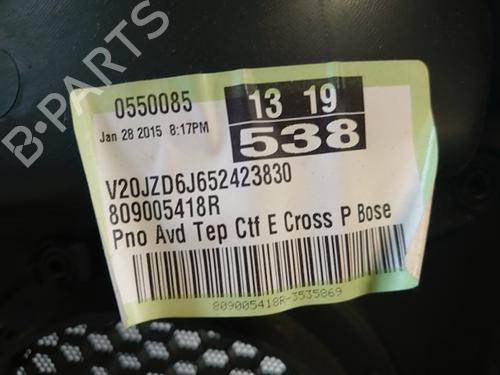 B-PARTS
0550085
13 19
Jan 28 2015 8:17PM
538
V20JZD6J652423830
809005418R
Pno Avd Tep Ctf E Cross P Bose
809005418R-3535869